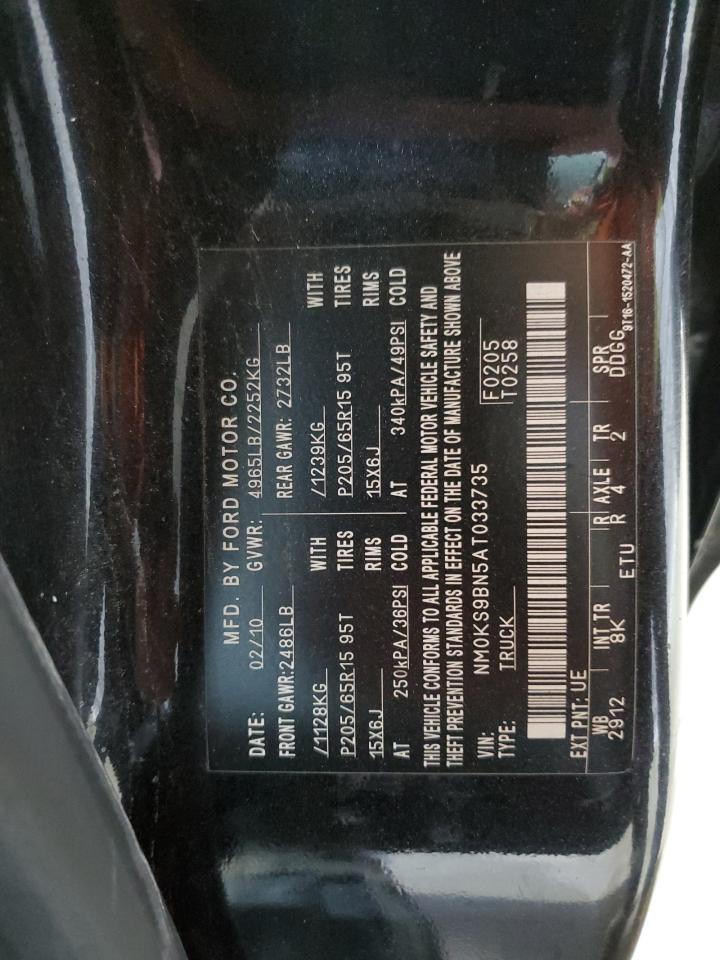 MFD. BY FORD MOTOR CO.
DATE: 02/10 GVWR: 4965LB/2252KG
FRONT GAWR:2486LB REAR GAWR: 2732LB
/1128KG WITH /1239KG WITH
P205/65R15 95T TIRES P205/65R15 95T TIRES
15X6J RIMS 15X6J RIMS
AT 250kPA/36PSI COLD AT 340kPA/49PSI COLD
THIS VEHICLE CONFORMS TO ALL APPLICABLE FEDERAL MOTOR VEHICLE SAFETY AND
THEFT PREVENTION STANDARDS IN EFFECT ON THE DATE OF MANUFACTURE SHOWN ABOVE
VIN: NM0KS9BN5AT033735 F0205
TYPE: TRUCK T0258
EXT PNT: UE
WB INT TR R AXLE TR SPR
2912 8K R 4 2 DDGG
ETU 9T16-1520472-AA